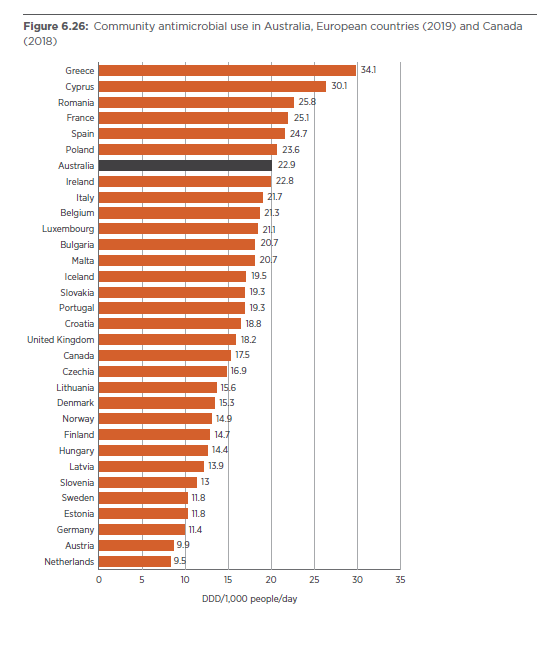 Figure 6.26: Community antimicrobial use in Australia, European countries (2019) and Canada
(2018)
Greece 34.1
Cyprus 30.1
Romania 25.8
France 25.1
Spain 24.7
Poland 23.6
Australia 22.9
Ireland 22.8
Italy 21.7
Belgium 21.3
Luxembourg 21.1
Bulgaria 20.7
Malta 20.7
Iceland 19.5
Slovakia 19.3
Portugal 19.3
Croatia 18.8
United Kingdom 18.2
Canada 17.5
Czechia 16.9
Lithuania 15.6
Denmark 15.3
Norway 14.9
Finland 14.7
Hungary 14.4
Latvia 13.9
Slovenia 13
Sweden 11.8
Estonia 11.8
Germany 11.4
Austria 9.9
Netherlands 9.5
0 5 10 15 20 25 30 35
DDD/1,000 people/day